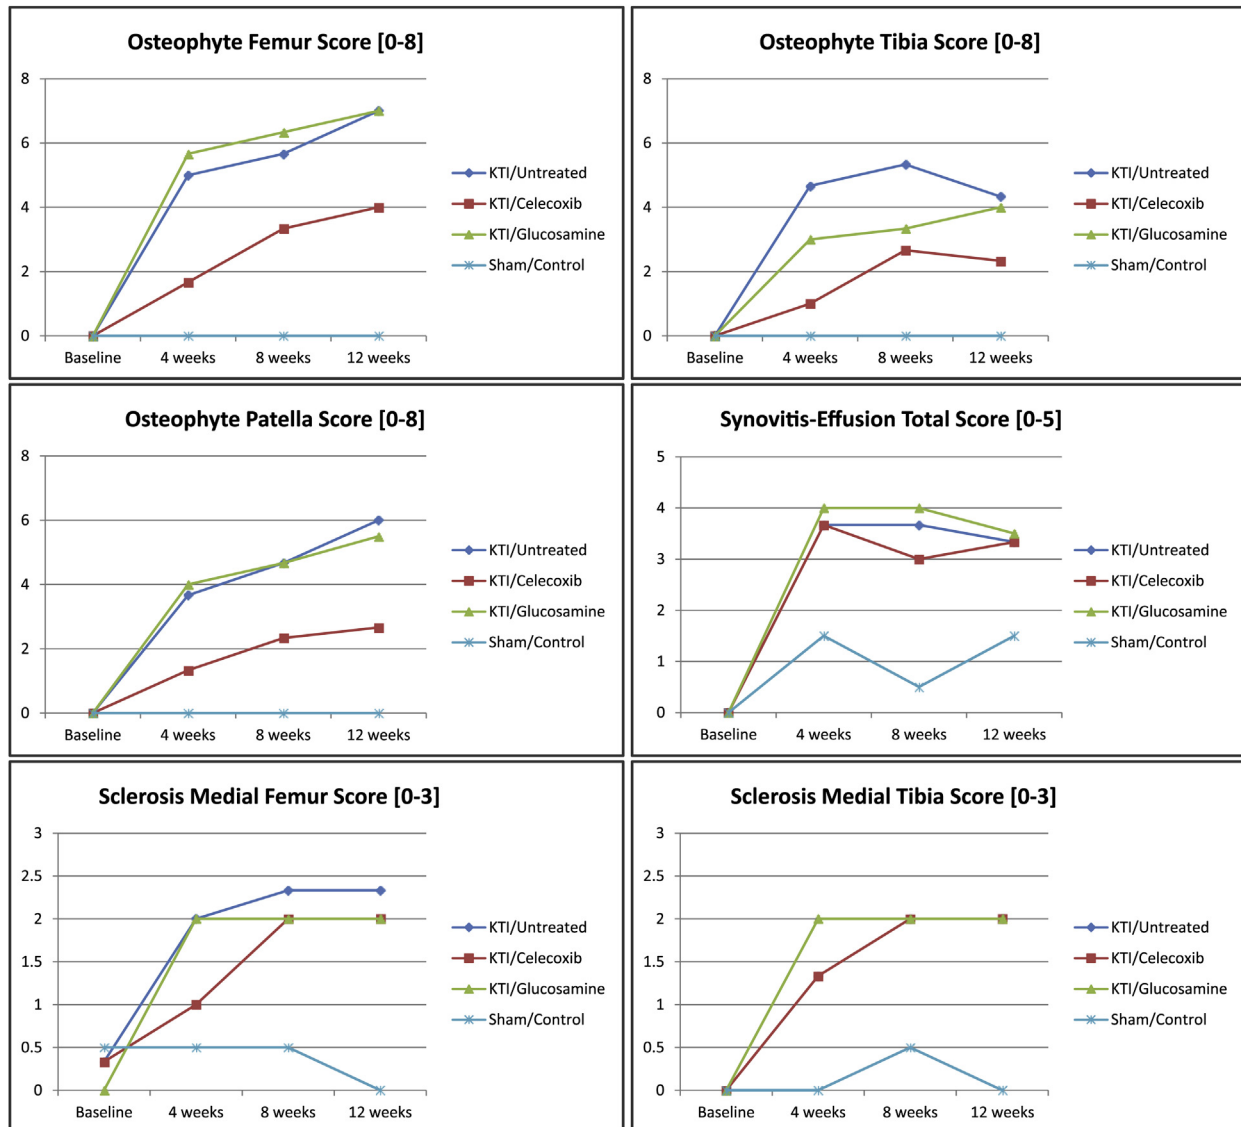 Osteophyte Femur Score [0-8]
8
6
4
2
0
Baseline 4 weeks 8 weeks 12 weeks
KTI/Untreated
KTI/Celecoxib
KTI/Glucosamine
Sham/Control
Osteophyte Tibia Score [0-8]
8
6
4
2
0
Baseline 4 weeks 8 weeks 12 weeks
KTI/Untreated
KTI/Celecoxib
KTI/Glucosamine
Sham/Control
Osteophyte Patella Score [0-8]
8
6
4
2
0
Baseline 4 weeks 8 weeks 12 weeks
KTI/Untreated
KTI/Celecoxib
KTI/Glucosamine
Sham/Control
Synovitis-Effusion Total Score [0-5]
5
4
3
2
1
0
Baseline 4 weeks 8 weeks 12 weeks
KTI/Untreated
KTI/Celecoxib
KTI/Glucosamine
Sham/Control
Sclerosis Medial Femur Score [0-3]
3
2.5
2
1.5
1
0.5
0
Baseline 4 weeks 8 weeks 12 weeks
KTI/Untreated
KTI/Celecoxib
KTI/Glucosamine
Sham/Control
Sclerosis Medial Tibia Score [0-3]
3
2.5
2
1.5
1
0.5
0
Baseline 4 weeks 8 weeks 12 weeks
KTI/Untreated
KTI/Celecoxib
KTI/Glucosamine
Sham/Control